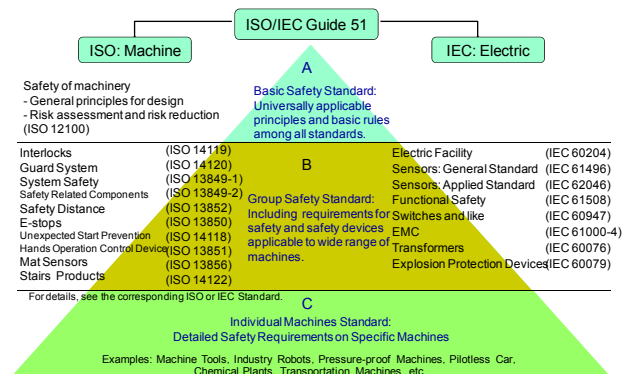 ISO/IEC Guide 51
ISO: Machine
IEC: Electric
Safety of machinery
- General principles for design
- Risk assessment and risk reduction
(ISO 12100)
A
Basic Safety Standard:
Universally applicable
principles and basic rules
among all standards.
Interlocks (ISO 14119)
Guard System (ISO 14120)
System Safety (ISO 13849-1)
Safety Related Components (ISO 13849-2)
Safety Distance (ISO 13852)
E-stops (ISO 13850)
Unexpected Start Prevention (ISO 14118)
Hands Operation Control Device (ISO 13851)
Mat Sensors (ISO 13856)
Stairs Products (ISO 14122)
B
Group Safety Standard:
Including requirements for
safety and safety devices
applicable to wide range of
machines.
Electric Facility (IEC 60204)
Sensors: General Standard (IEC 61496)
Sensors: Applied Standard (IEC 62046)
Functional Safety (IEC 61508)
Switches and like (IEC 60947)
EMC (IEC 61000-4)
Transformers (IEC 60076)
Explosion Protection Devices (IEC 60079)
For details, see the corresponding ISO or IEC Standard.
C
Individual Machines Standard:
Detailed Safety Requirements on Specific Machines
Examples: Machine Tools, Industry Robots, Pressure-proof Machines, Pilotless Car,
Chemical Plants, Transportation Machines, etc